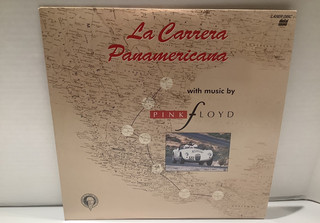 La Carrera
Panamericana
with music by
PINK FLOYD